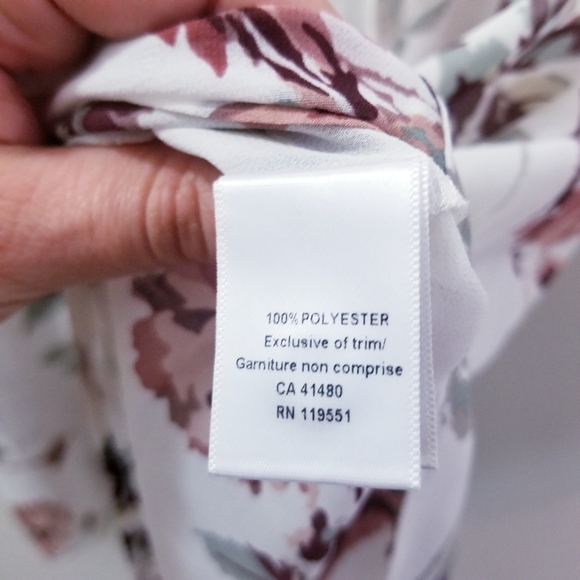 100% POLYESTER
Exclusive of trim/
Garniture non comprise
CA 41480
RN 119551